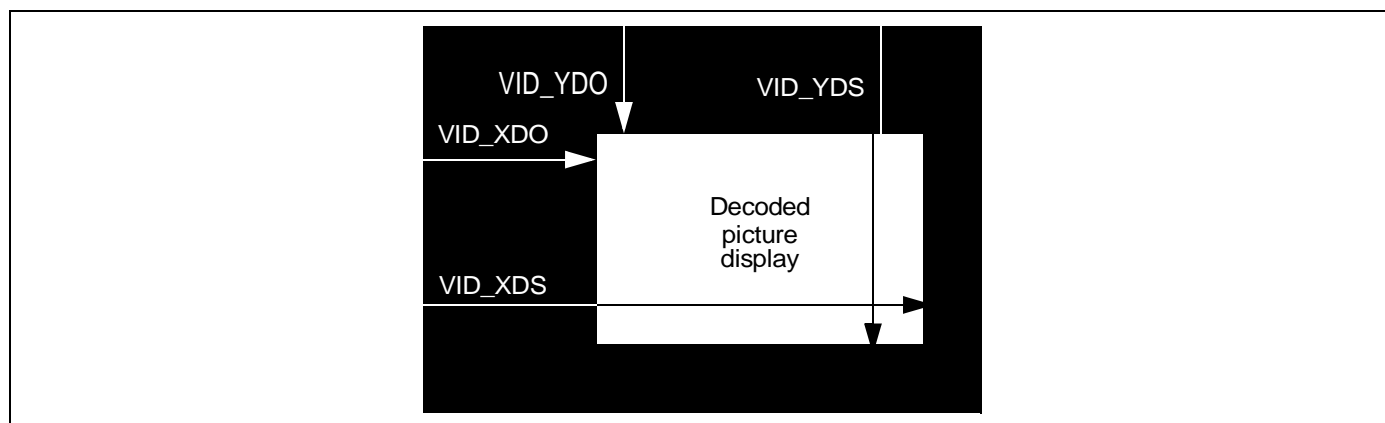 VID_YDO
VID_YDS
VID_XDO
Decoded
picture
display
VID_XDS